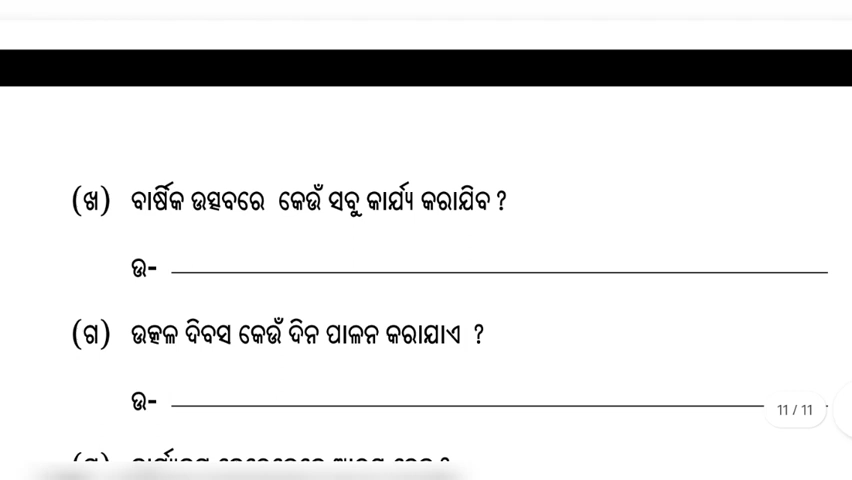 (ଖ) ବାର୍ଷିକ ଉତ୍ସବରେ କେଉଁ ସବୁ କାର୍ଯ୍ୟ କରାଯିବ ?
ଉ-
(ଗ) ଉତ୍କଳ ଦିବସ କେଉଁ ଦିନ ପାଳନ କରାଯାଏ ?
ଉ-
11 / 11